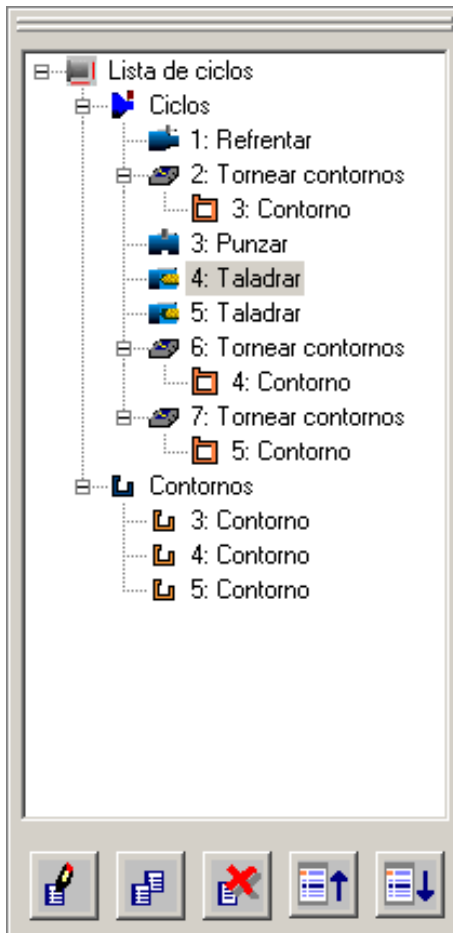 Lista de ciclos
Ciclos
1: Refrentar
2: Tornear contornos
3: Contorno
3: Punzar
4: Taladrar
5: Taladrar
6: Tornear contornos
4: Contorno
7: Tornear contornos
5: Contorno
Contornos
3: Contorno
4: Contorno
5: Contorno